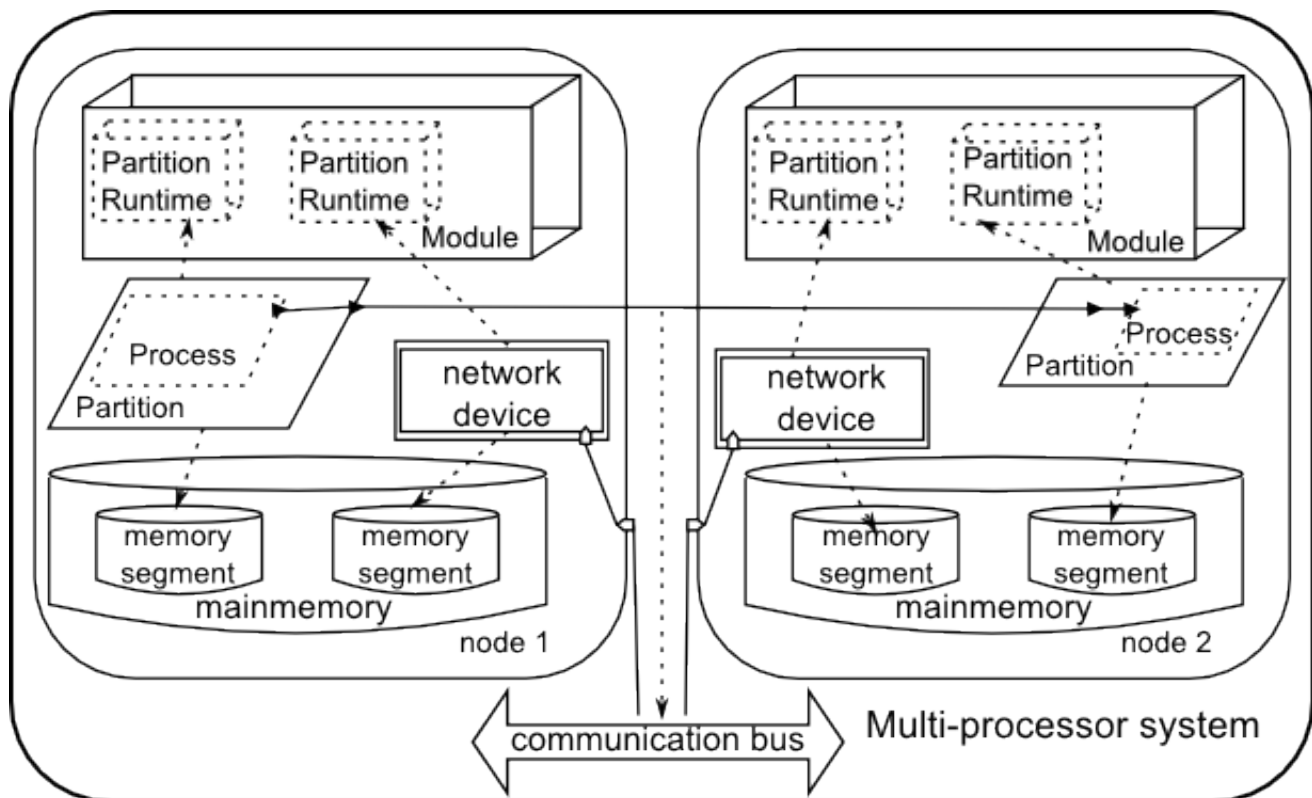 Partition
Runtime
Partition
Runtime
Module
Process
Partition
network
device
memory
segment
memory
segment
mainmemory
node 1
Partition
Runtime
Partition
Runtime
Module
Process
Partition
network
device
memory
segment
memory
segment
mainmemory
node 2
communication bus
Multi-processor system